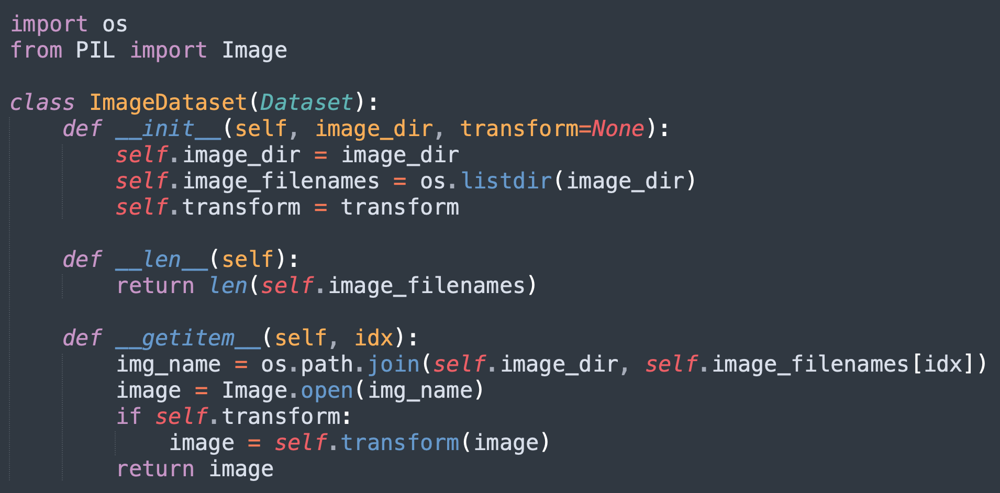 import os
from PIL import Image

class ImageDataset(Dataset):
    def __init__(self, image_dir, transform=None):
        self.image_dir = image_dir
        self.image_filenames = os.listdir(image_dir)
        self.transform = transform

    def __len__(self):
        return len(self.image_filenames)

    def __getitem__(self, idx):
        img_name = os.path.join(self.image_dir, self.image_filenames[idx])
        image = Image.open(img_name)
        if self.transform:
            image = self.transform(image)
        return image